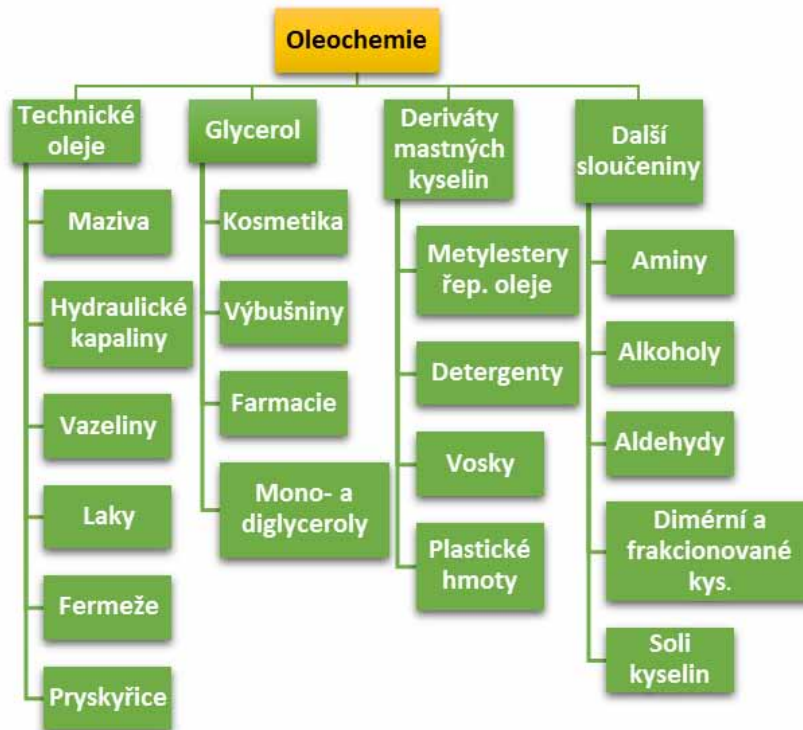 Oleochemie
Technické
oleje
Maziva
Hydraulické
kapaliny
Vazeliny
Laky
Fermeže
Pryskyřice
Glycerol
Kosmetika
Výbušniny
Farmacie
Mono- a
diglyceroly
Deriváty
mastných
kyselin
Metylestery
řep. oleje
Detergenty
Vosky
Plastické
hmoty
Další
sloučeniny
Aminy
Alkoholy
Aldehydy
Dimérní a
frakcionované
kys.
Soli
kyselin